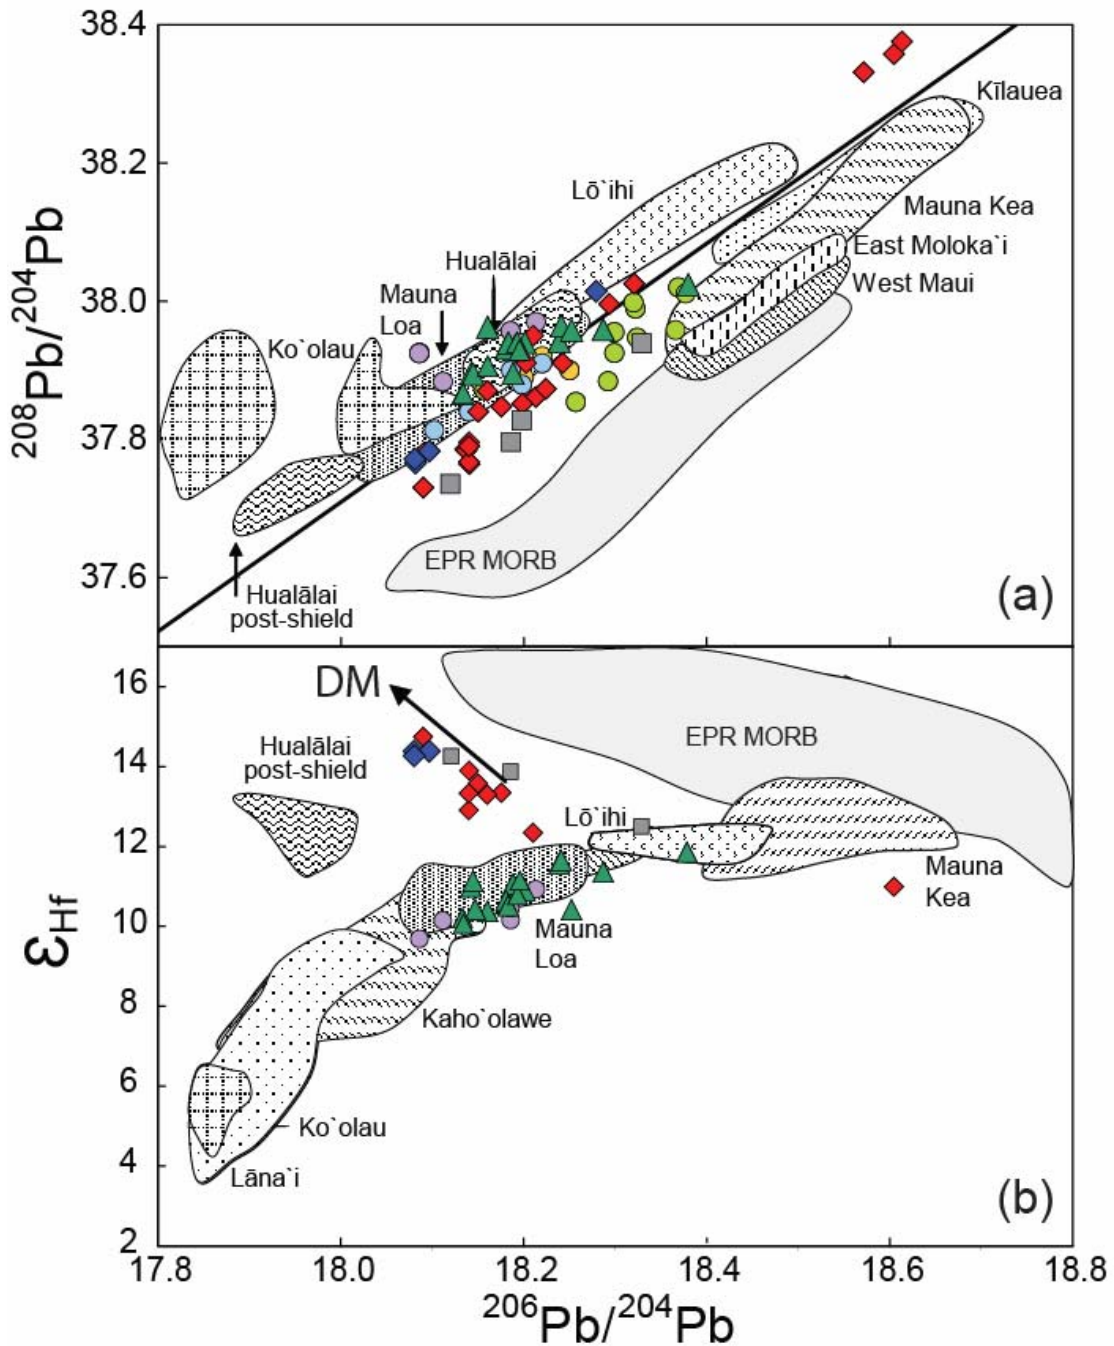 38.4
38.2
38.0
37.8
37.6
208Pb/204Pb
Kīlauea
Lō`ihi
Mauna Kea
East Moloka`i
West Maui
Hualālai
Mauna
Loa
Ko`olau
EPR MORB
Hualālai
post-shield
(a)
16
14
12
10
8
6
4
2
εHf
DM
EPR MORB
Hualālai
post-shield
Lō`ihi
Mauna
Kea
Mauna
Loa
Kaho`olawe
Ko`olau
Lāna`i
(b)
17.8
18.0
18.2
18.4
18.6
18.8
206Pb/204Pb